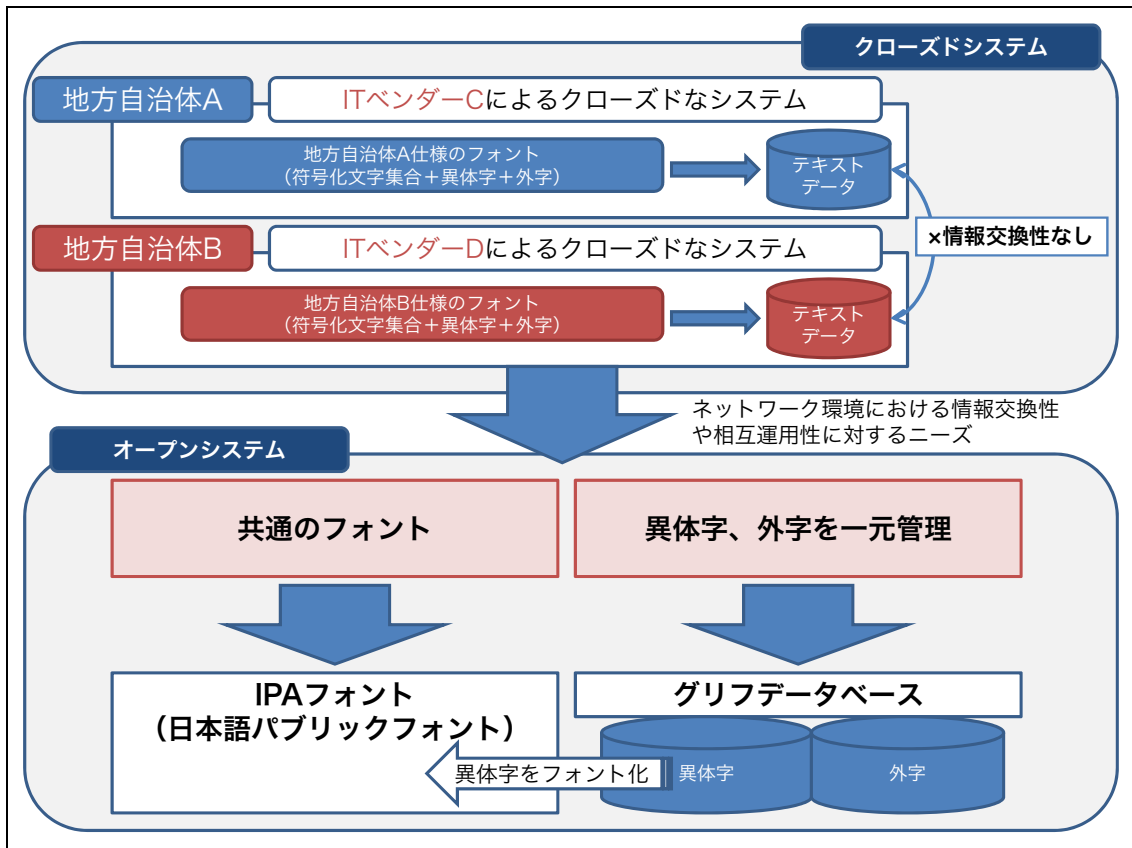 クローズドシステム
地方自治体A
ITベンダーCによるクローズドなシステム
地方自治体A仕様のフォント
（符号化文字集合＋異体字＋外字）
テキスト
データ
×情報交換性なし
地方自治体B
ITベンダーDによるクローズドなシステム
地方自治体B仕様のフォント
（符号化文字集合＋異体字＋外字）
テキスト
データ
ネットワーク環境における情報交換性
や相互運用性に対するニーズ
オープンシステム
共通のフォント
異体字、外字を一元管理
IPAフォント
（日本語パブリックフォント）
グリフデータベース
異体字をフォント化
異体字
外字